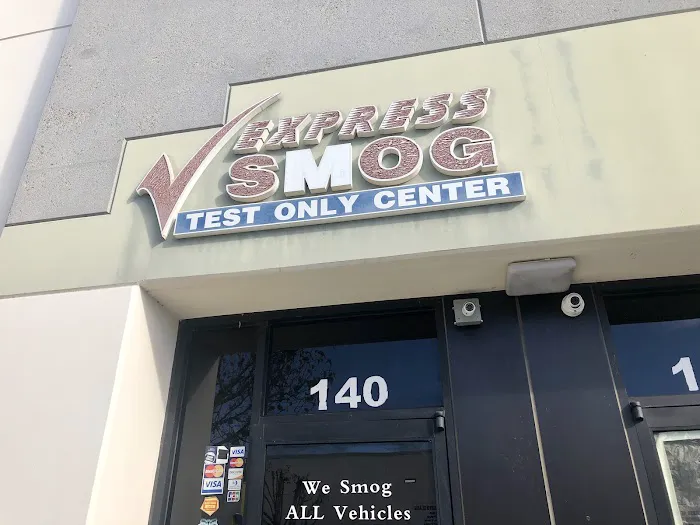 EXPRESS
SMOG
TEST ONLY CENTER
140
1
VISA
VISA
We Smog
ALL Vehicles